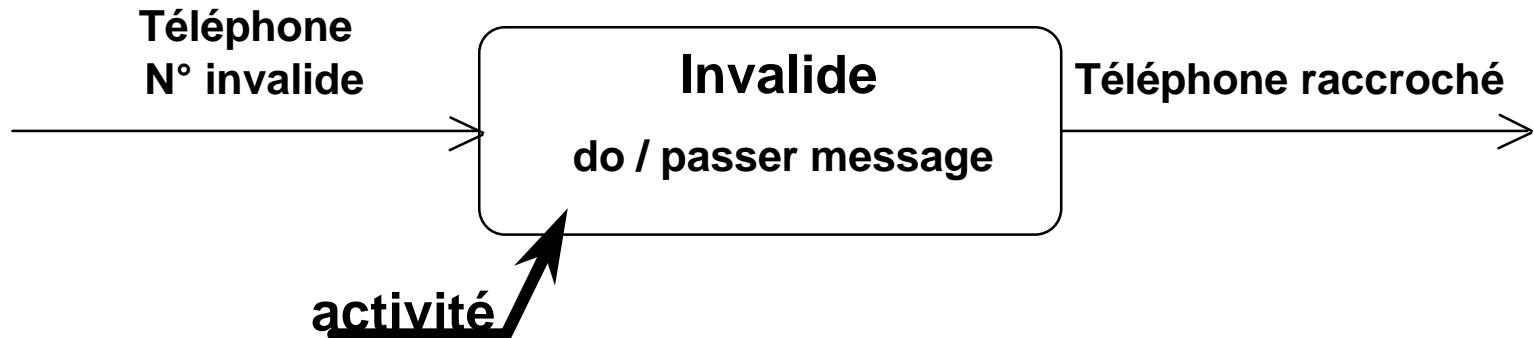 Téléphone
N° invalide
Invalide
do / passer message
Téléphone raccroché
activité